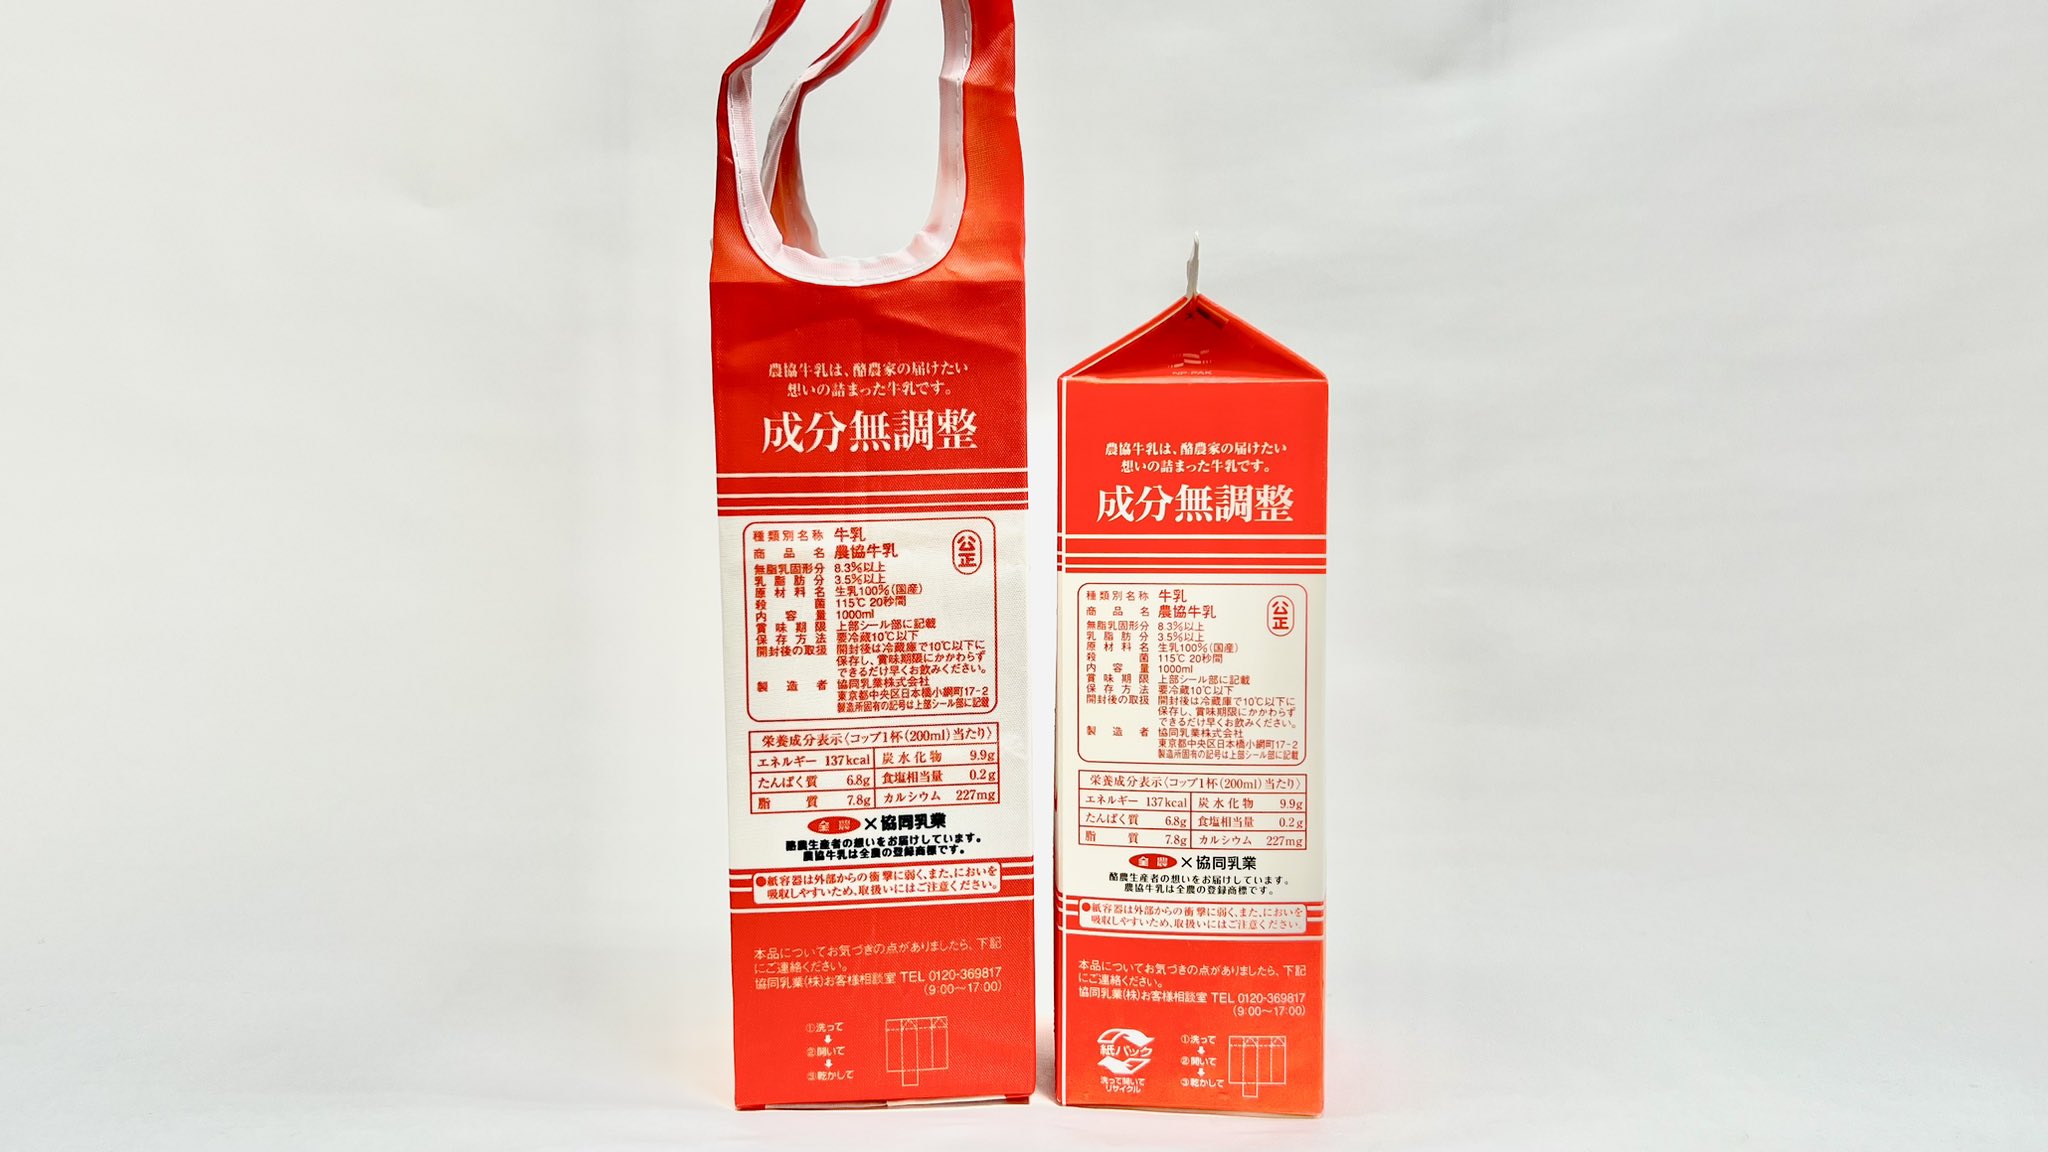 農協牛乳は、酪農家の届けたい
想いの詰まった牛乳です。
成分無調整
種類別名称 牛乳
商品名 農協牛乳
公正
無脂乳固形分 8.3%以上
乳脂肪分 3.5%以上
原材料名 生乳100%(国産)
殺菌 115℃ 20秒間
内容量 1000ml
賞味期限 上部シール部に記載
保存方法 要冷蔵10℃以下
開封後の取扱 開封後は冷蔵庫で10℃以下に
保存し、賞味期限にかかわらず
できるだけ早くお飲みください。
製造者 協同乳業株式会社
東京都中央区日本橋小網町17-2
製造所固有の記号は上部シール部に記載
栄養成分表示〈コップ1杯(200ml)当たり〉
エネルギー 137kcal 炭水化物 9.9g
たんぱく質 6.8g 食塩相当量 0.2g
脂質 7.8g カルシウム 227mg
全農×協同乳業
酪農生産者の想いをお届けしています。
農協牛乳は全農の登録商標です。
●紙容器は外部からの衝撃に弱く、また、においを
吸収しやすいため、取扱いにはご注意ください。
本品についてお気づきの点がありましたら、下記
にご連絡ください。
協同乳業(株)お客様相談室 TEL 0120-369817
(9:00〜17:00)
①洗って
②開いて
③乾かして
農協牛乳は、酪農家の届けたい
想いの詰まった牛乳です。
成分無調整
種類別名称 牛乳
商品名 農協牛乳
公正
無脂乳固形分 8.3%以上
乳脂肪分 3.5%以上
原材料名 生乳100%(国産)
殺菌 115℃ 20秒間
内容量 1000ml
賞味期限 上部シール部に記載
保存方法 要冷蔵10℃以下
開封後の取扱 開封後は冷蔵庫で10℃以下に
保存し、賞味期限にかかわらず
できるだけ早くお飲みください。
製造者 協同乳業株式会社
東京都中央区日本橋小網町17-2
製造所固有の記号は上部シール部に記載
栄養成分表示〈コップ1杯(200ml)当たり〉
エネルギー 137kcal 炭水化物 9.9g
たんぱく質 6.8g 食塩相当量 0.2g
脂質 7.8g カルシウム 227mg
全農×協同乳業
酪農生産者の想いをお届けしています。
農協牛乳は全農の登録商標です。
●紙容器は外部からの衝撃に弱く、また、においを
吸収しやすいため、取扱いにはご注意ください。
本品についてお気づきの点がありましたら、下記
にご連絡ください。
協同乳業(株)お客様相談室 TEL 0120-369817
(9:00〜17:00)
紙パック
洗って開いて
リサイクル
①洗って
②開いて
③乾かして